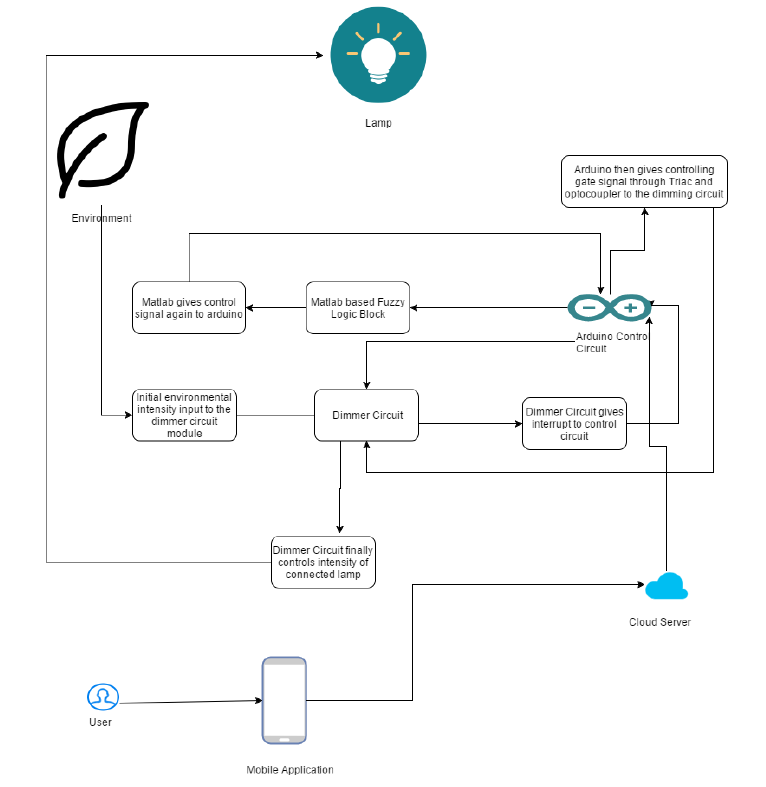 Lamp
Environment
Arduino then gives controlling
gate signal through Triac and
optocoupler to the dimming circuit
Matlab gives control
signal again to arduino
Matlab based Fuzzy
Logic Block
Arduino Control
Circuit
Initial environmental
intensity input to the
dimmer circuit
module
Dimmer Circuit
Dimmer Circuit gives
interrupt to control
circuit
Dimmer Circuit finally
controls intensity of
connected lamp
Cloud Server
User
Mobile Application